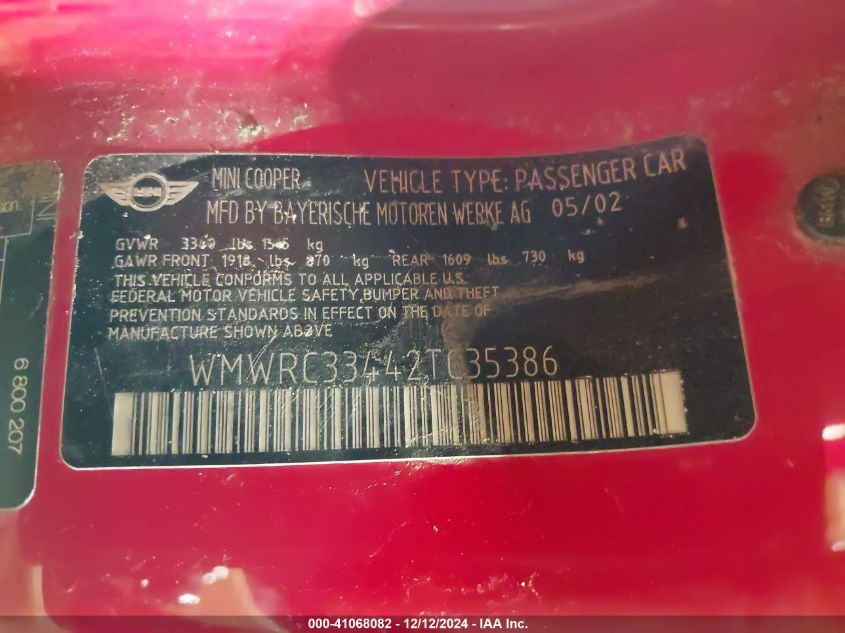 MINI
MINI COOPER VEHICLE TYPE: PASSENGER CAR
MFD BY BAYERISCHE MOTOREN WERKE AG 05/02
GVWR lbs kg
GAWR FRONT 1918 lbs 870 kg REAR 1609 lbs 730 kg
THIS VEHICLE CONFORMS TO ALL APPLICABLE U.S.
FEDERAL MOTOR VEHICLE SAFETY, BUMPER AND THEFT
PREVENTION STANDARDS IN EFFECT ON THE DATE OF
MANUFACTURE SHOWN ABOVE
WMWRC33442TC35386
6 800 207
000-41068082 - 12/12/2024 - IAA Inc.